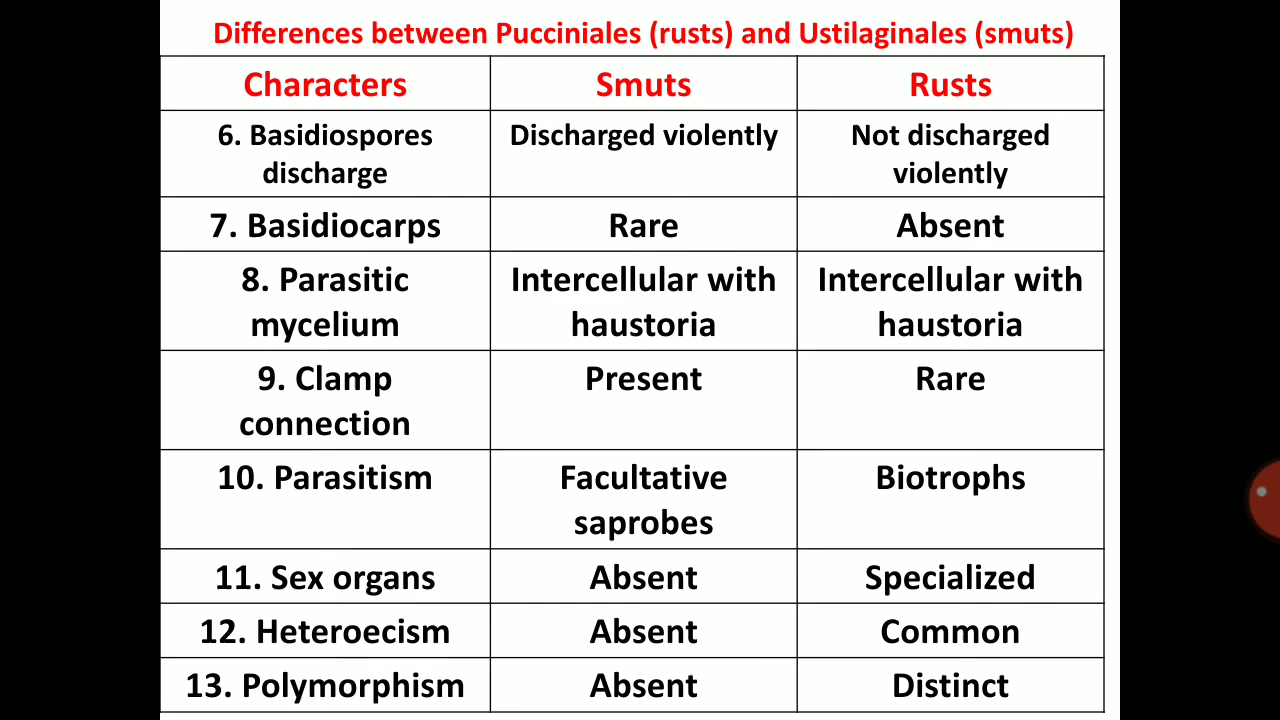 Differences between Pucciniales (rusts) and Ustilaginales (smuts)
Characters Smuts Rusts
6. Basidiospores Discharged violently Not discharged
discharge violently
7. Basidiocarps Rare Absent
8. Parasitic Intercellular with Intercellular with
mycelium haustoria haustoria
9. Clamp Present Rare
connection
10. Parasitism Facultative Biotrophs
saprobes
11. Sex organs Absent Specialized
12. Heteroecism Absent Common
13. Polymorphism Absent Distinct